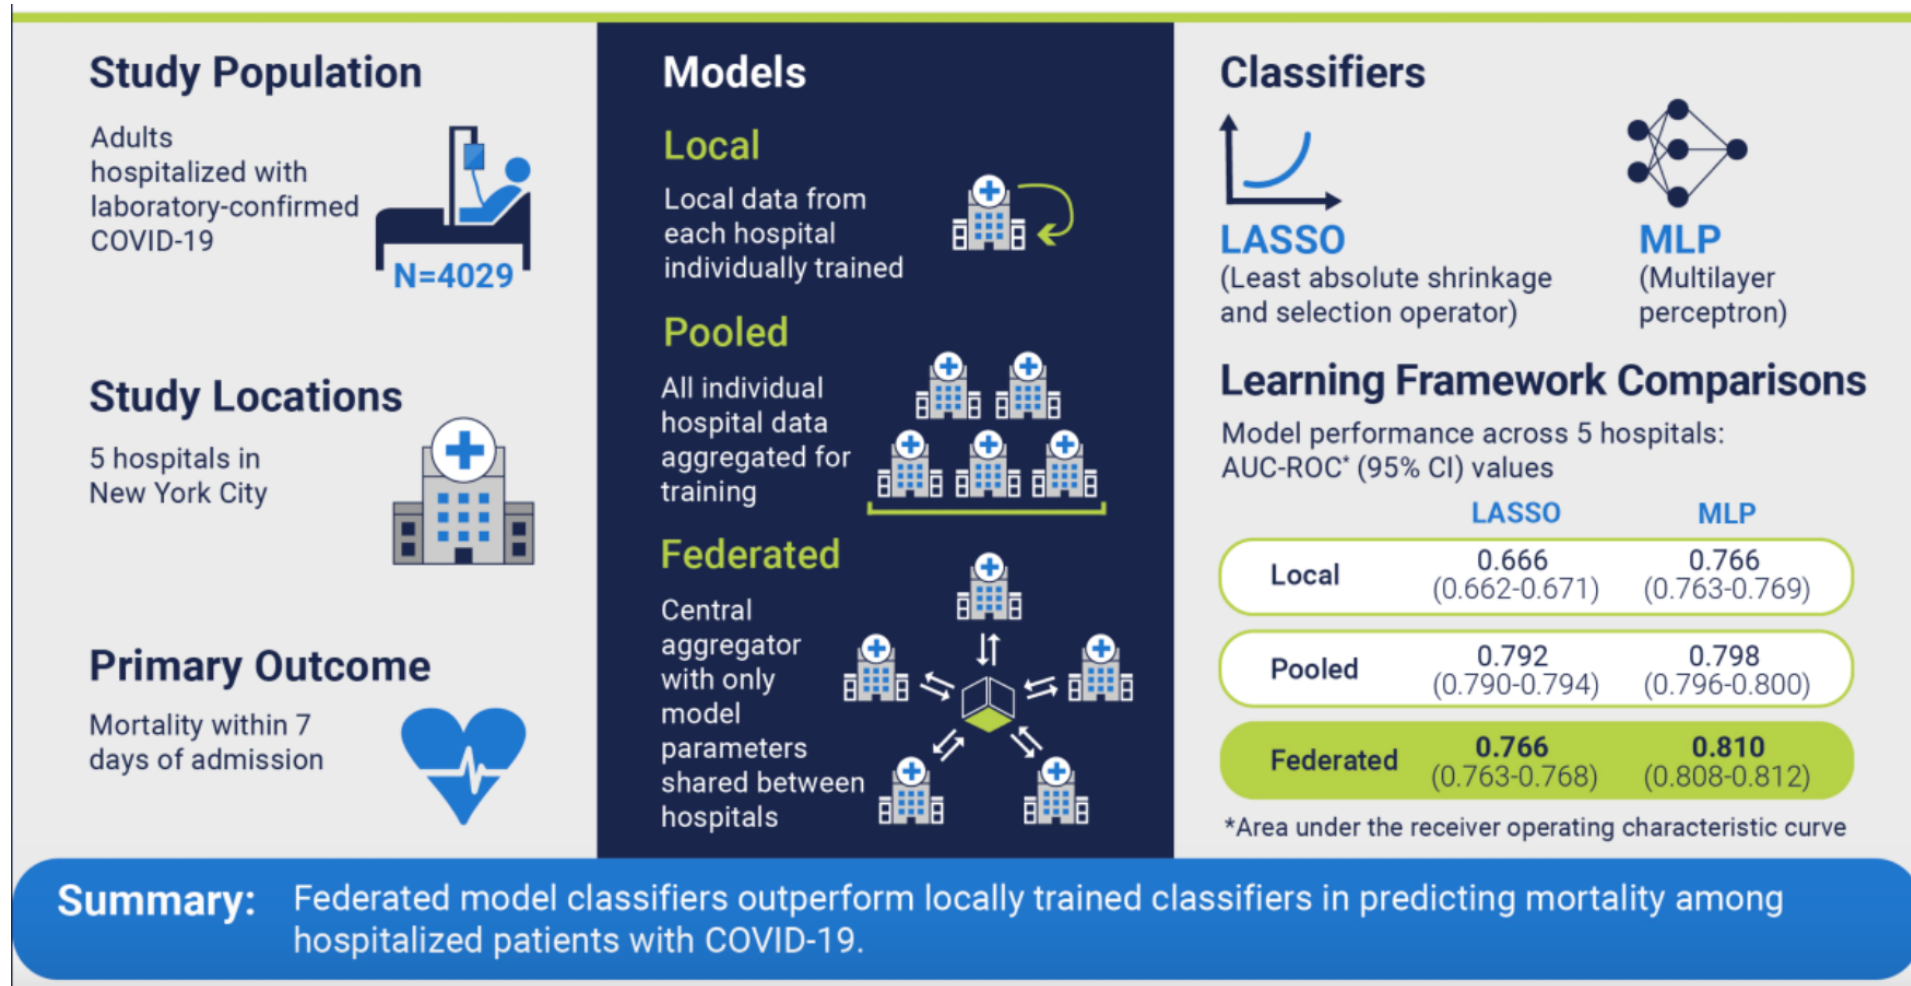 Study Population
Adults
hospitalized with
laboratory-confirmed
COVID-19
N=4029
Study Locations
5 hospitals in
New York City
Primary Outcome
Mortality within 7
days of admission
Models
Local
Local data from
each hospital
individually trained
Pooled
All individual
hospital data
aggregated for
training
Federated
Central
aggregator
with only
model
parameters
shared between
hospitals
Classifiers
LASSO
(Least absolute shrinkage
and selection operator)
MLP
(Multilayer
perceptron)
Learning Framework Comparisons
Model performance across 5 hospitals:
AUC-ROC* (95% CI) values
LASSO MLP
Local 0.666 0.766
(0.662-0.671) (0.763-0.769)
Pooled 0.792 0.798
(0.790-0.794) (0.796-0.800)
Federated 0.766 0.810
(0.763-0.768) (0.808-0.812)
*Area under the receiver operating characteristic curve
Summary: Federated model classifiers outperform locally trained classifiers in predicting mortality among
hospitalized patients with COVID-19.